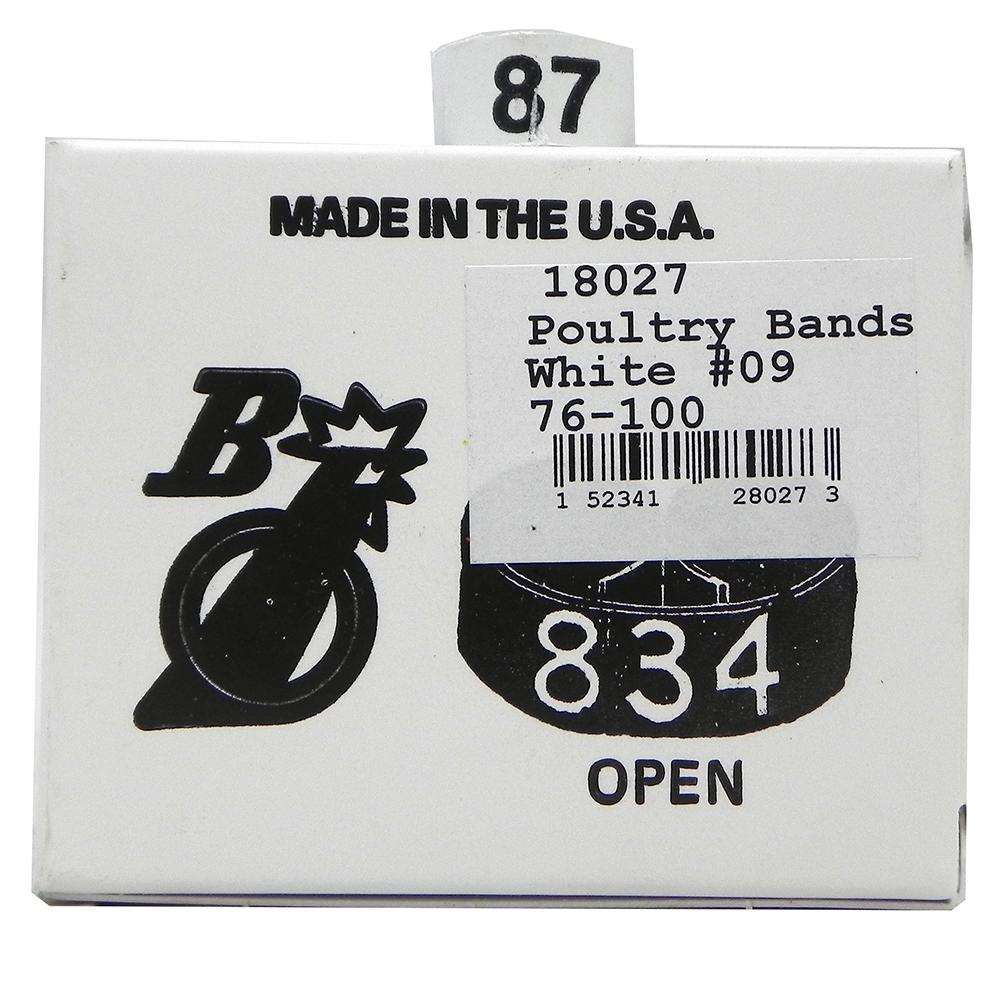 87
MADE IN THE U.S.A.
18027
Poultry Bands
White #09
76-100
1 52341 28027 3
B
834
OPEN